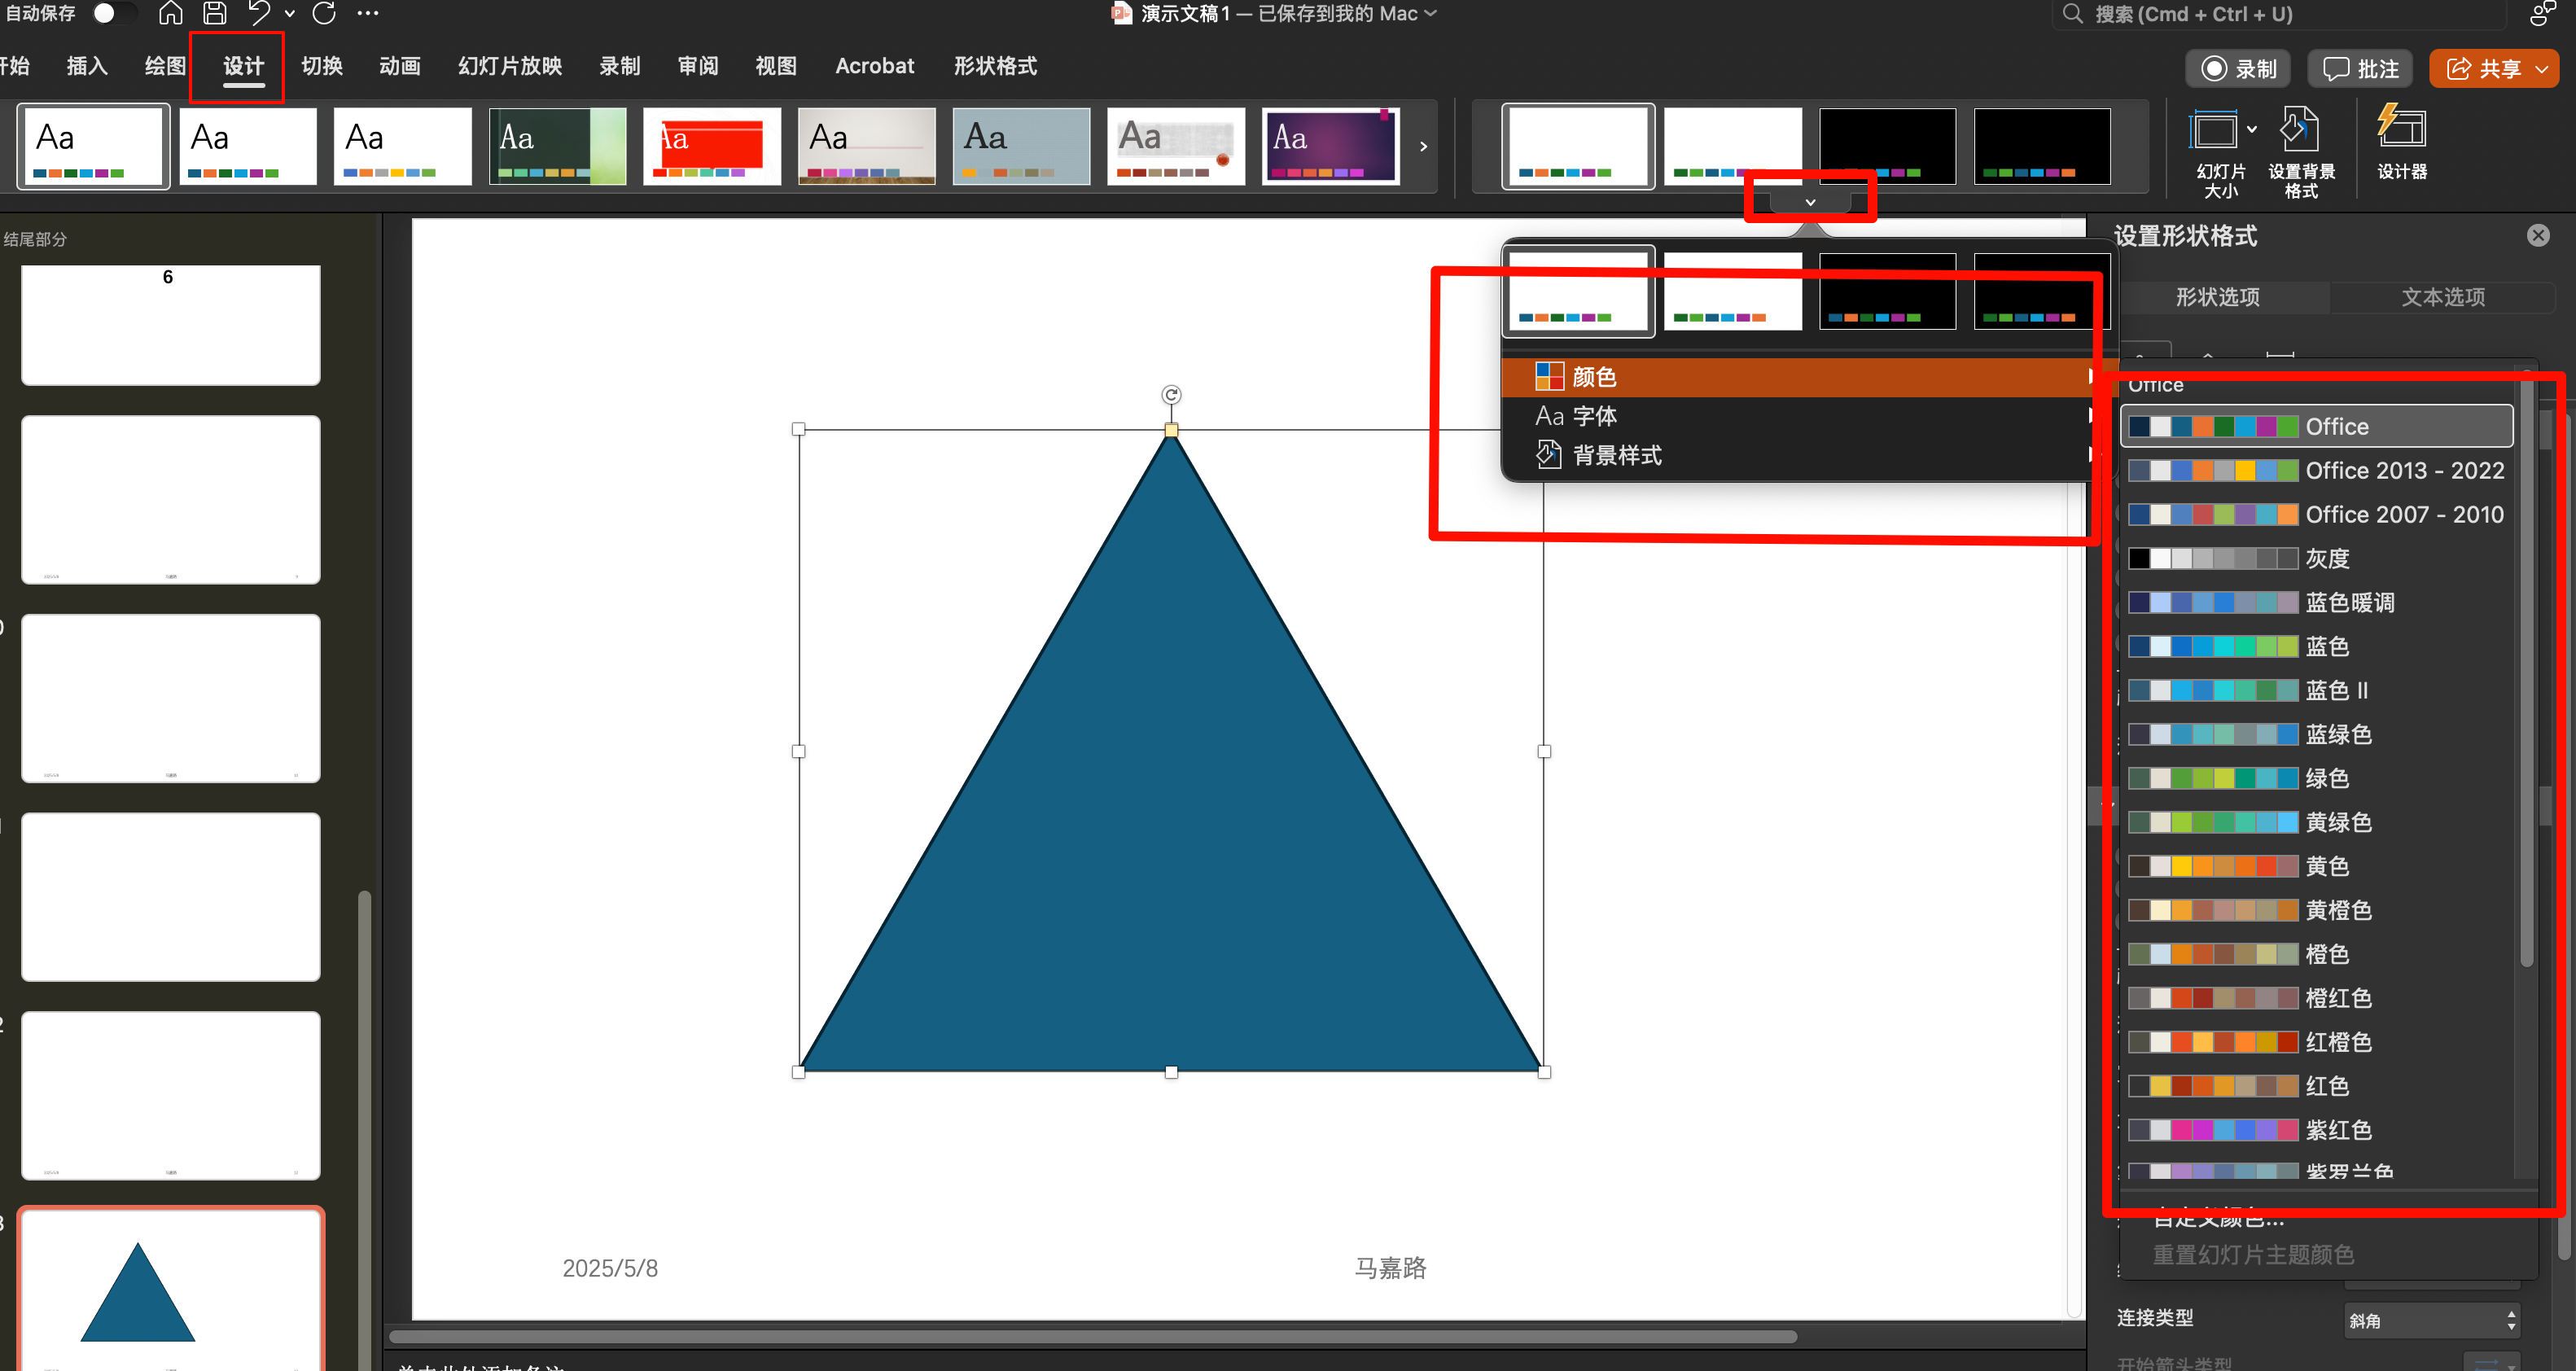 自动保存
演示文稿1 — 已保存到我的 Mac
搜索 (Cmd + Ctrl + U)
开始 插入 绘图 设计 切换 动画 幻灯片放映 录制 审阅 视图 Acrobat 形状格式
录制 批注 共享
Aa Aa Aa Aa Aa Aa Aa Aa Aa
幻灯片
大小
设置背景
格式
设计器
结尾部分
6
设置形状格式
形状选项 文本选项
颜色
Aa 字体
背景样式
Office
Office
Office 2013 - 2022
Office 2007 - 2010
灰度
蓝色暖调
蓝色
蓝色 II
蓝绿色
绿色
黄绿色
黄色
黄橙色
橙色
橙红色
红橙色
红色
紫红色
紫罗兰色
自定义颜色...
重置幻灯片主题颜色
2025/5/8
马嘉路
连接类型 斜角
开始箭头类型
单击此处添加备注